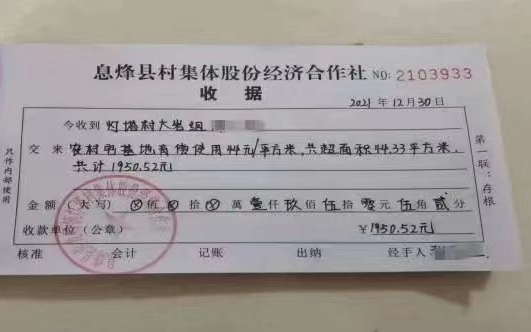 息烽县村集体股份经济合作社 NO: 2103933
收 据
2021 年 12 月 30 日
今收到 灯塔村大岩组
交 来 农村宅基地有偿使用44元/平方米,共超面积44.33平方米,
共计1950.52元
金 额 (大 写) ⊗ 佰 ⊗ 拾 ⊗ 萬 壹 仟 玖 佰 伍 拾 零 元 伍 角 贰 分
收款单位(公章) ¥1950.52元
核准 会计 记账 出纳 经手人
只作内部使用
第一联:存根